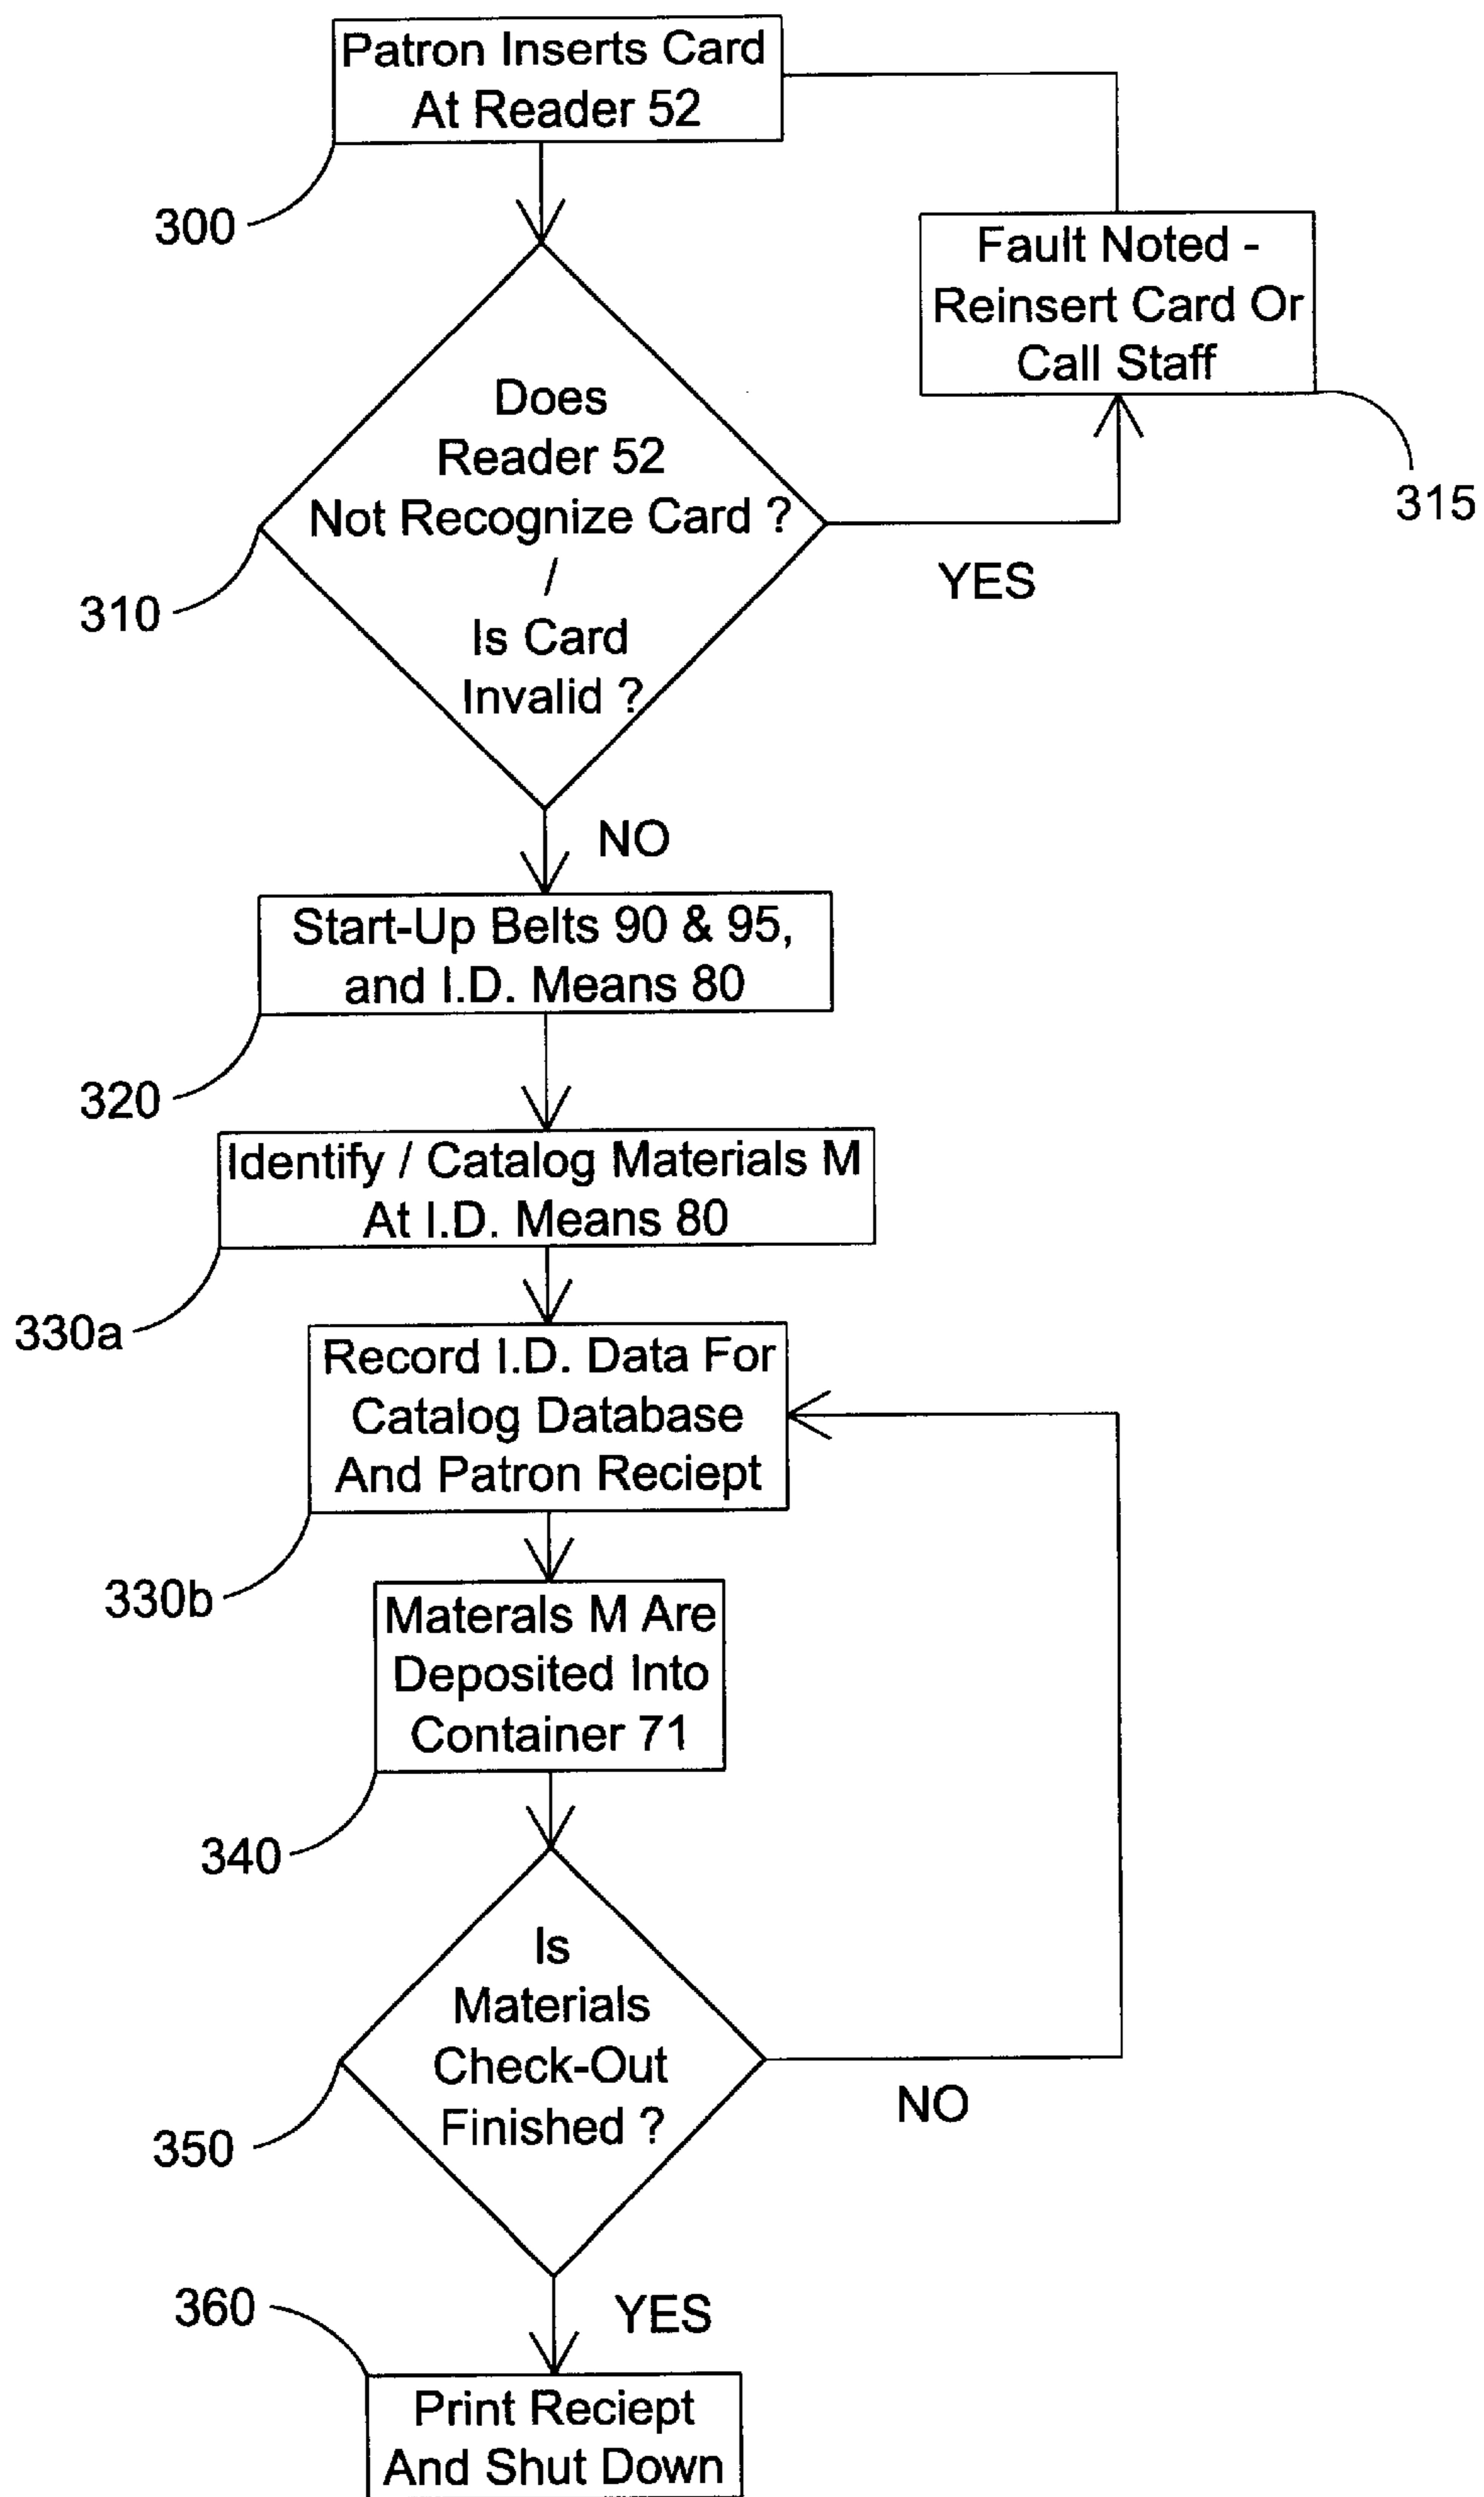 Patron Inserts Card
At Reader 52
300
Fault Noted -
Reinsert Card Or
Call Staff
315
Does
Reader 52
Not Recognize Card ?
/
Is Card
Invalid ?
310
YES
NO
Start-Up Belts 90 & 95,
and I.D. Means 80
320
Identify / Catalog Materials M
At I.D. Means 80
330a
Record I.D. Data For
Catalog Database
And Patron Reciept
330b
Materals M Are
Deposited Into
Container 71
340
Is
Materials
Check-Out
Finished ?
350
NO
YES
360
Print Reciept
And Shut Down